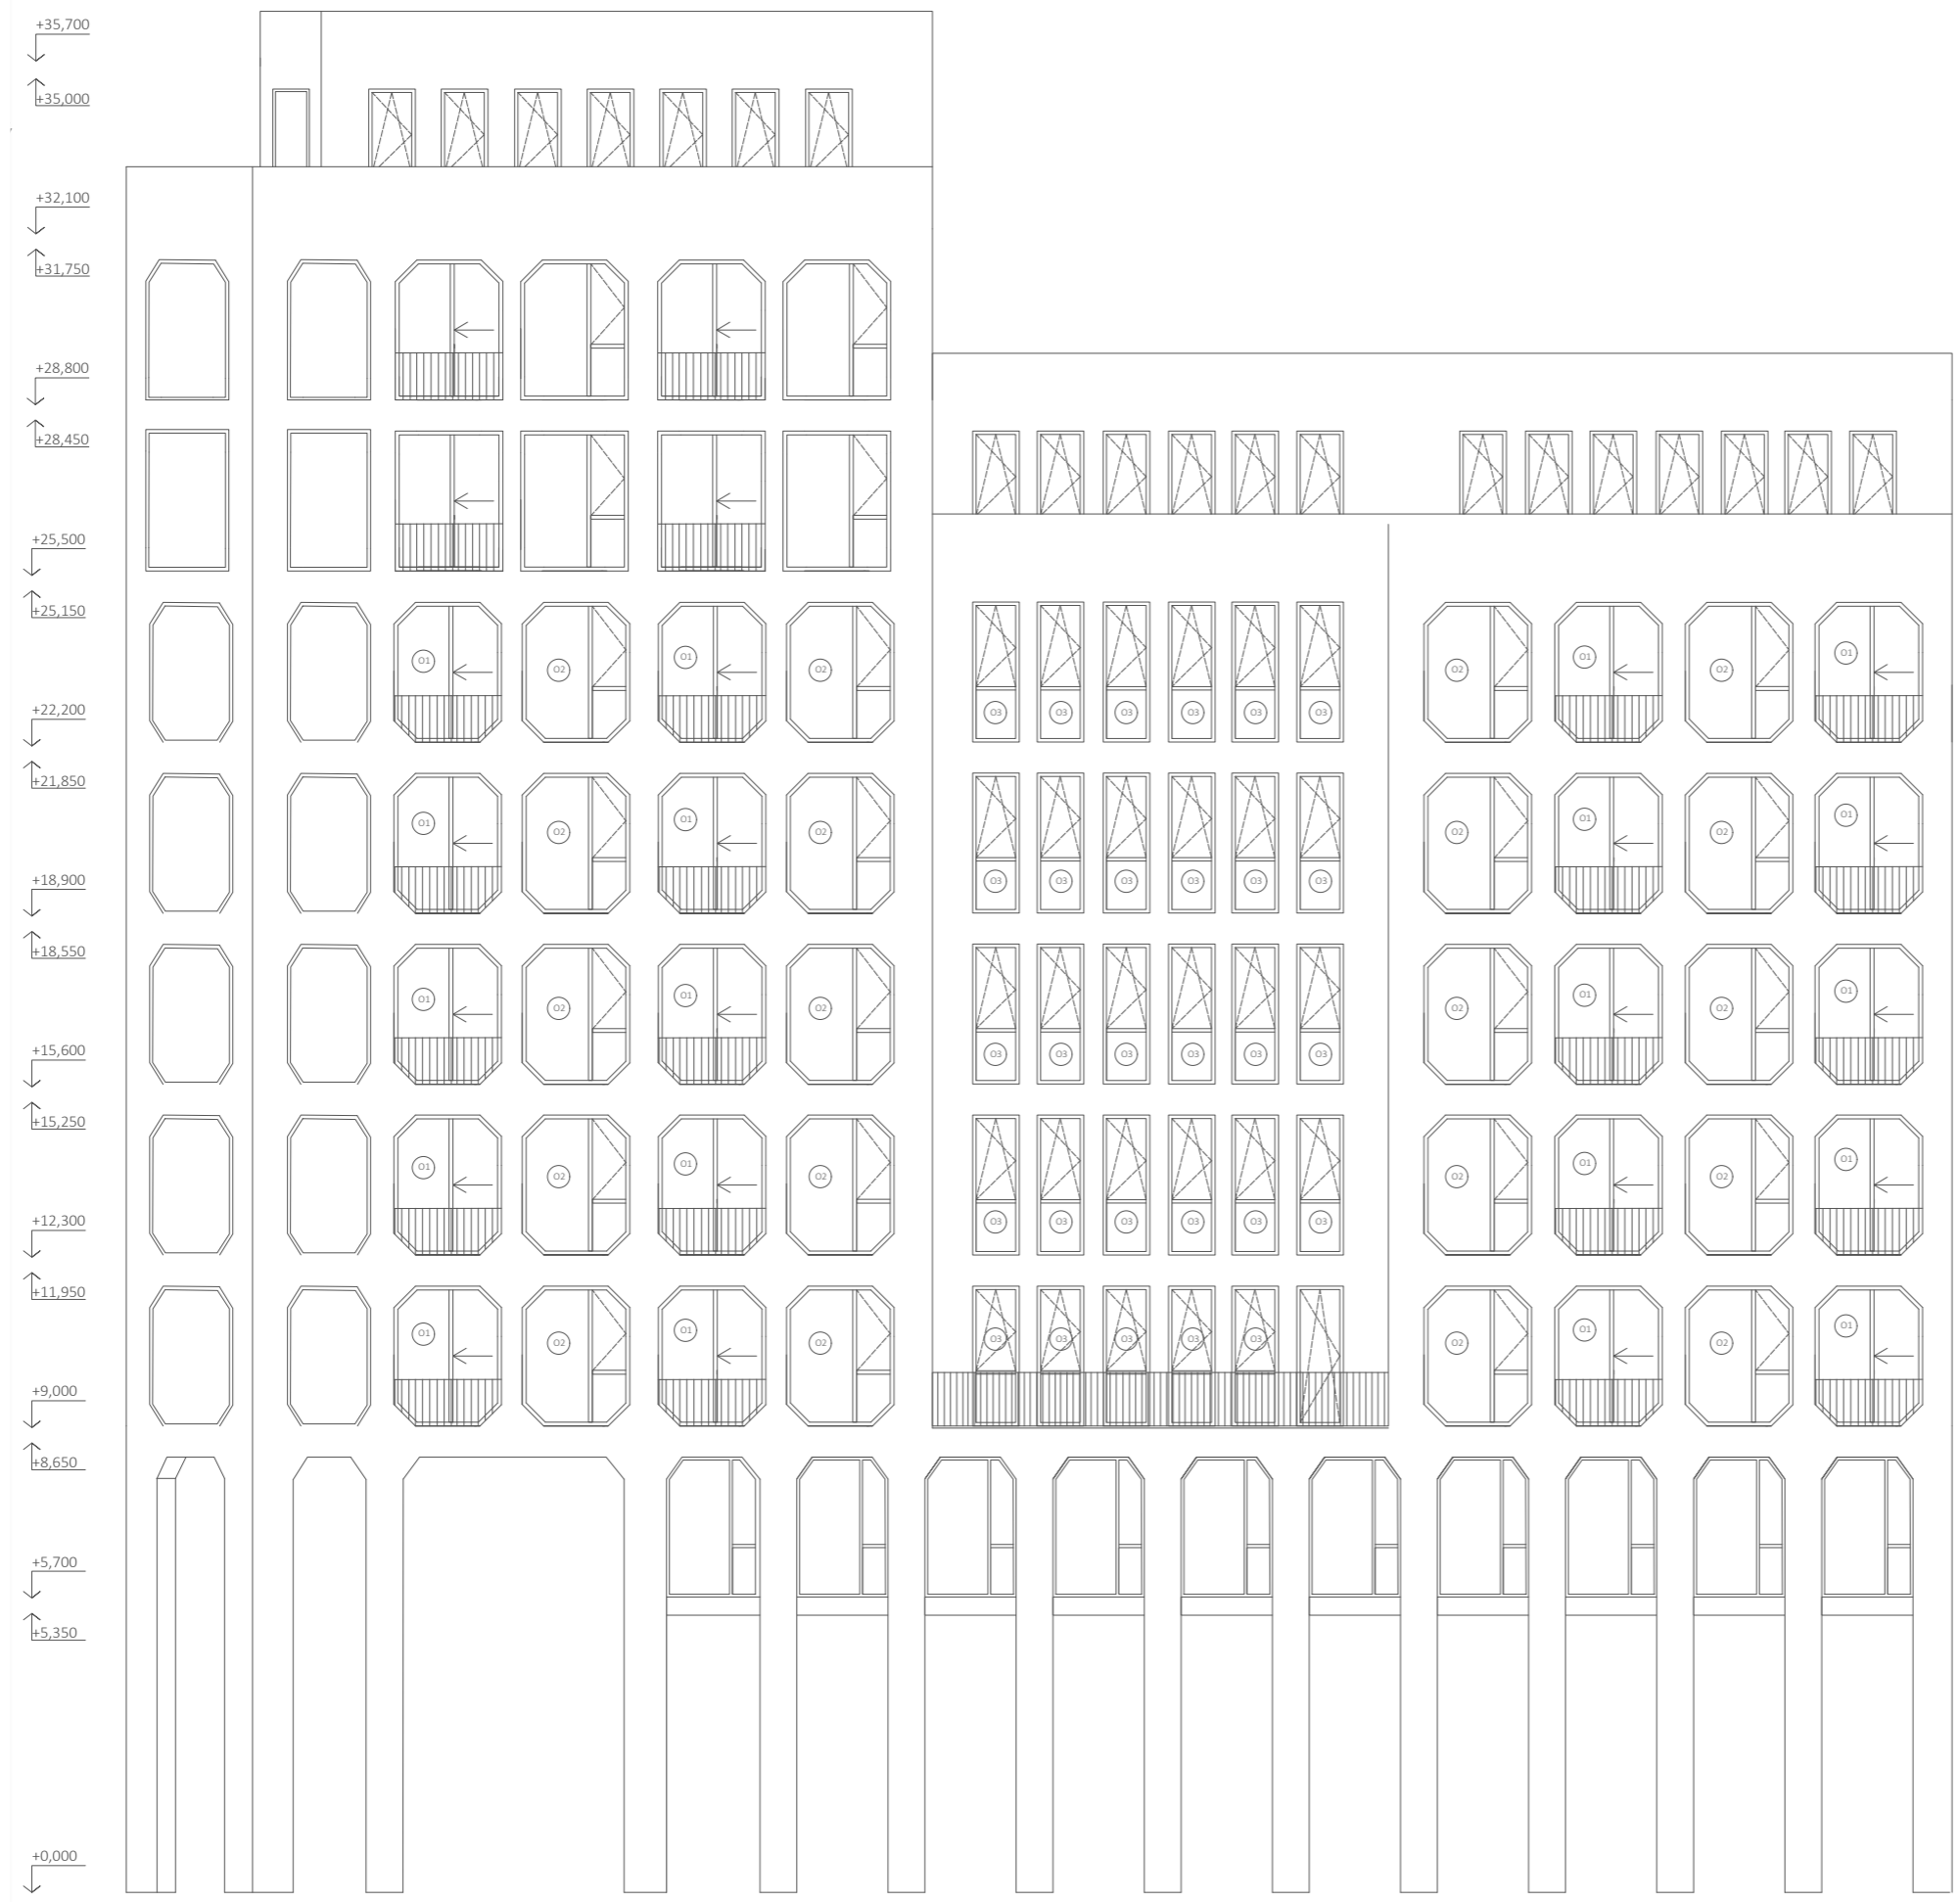 +35,700
+35,000
+32,100
+31,750
+28,800
+28,450
+25,500
+25,150
O1 O2 O1 O2 O2 O1 O2 O1
O3 O3 O3 O3 O3 O3
+22,200
+21,850
O1 O2 O1 O2 O2 O1 O2 O1
+18,900 O3 O3 O3 O3 O3 O3
+18,550
O1 O2 O1 O2 O2 O1 O2 O1
+15,600 O3 O3 O3 O3 O3 O3
+15,250
O1 O2 O1 O2 O2 O1 O2 O1
+12,300 O3 O3 O3 O3 O3 O3
+11,950
O1 O2 O1 O2 O3 O3 O3 O3 O3 O2 O1 O2 O1
+9,000
+8,650
+5,700
+5,350
+0,000